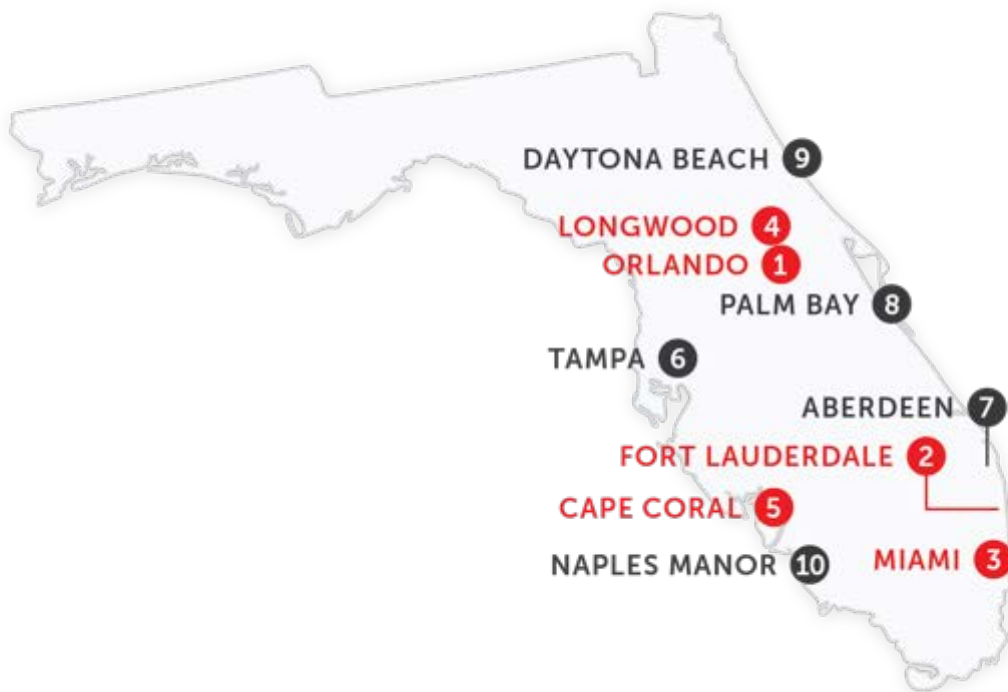 DAYTONA BEACH 9
LONGWOOD 4
ORLANDO 1
PALM BAY 8
TAMPA 6
ABERDEEN 7
FORT LAUDERDALE 2
CAPE CORAL 5
MIAMI 3
NAPLES MANOR 10